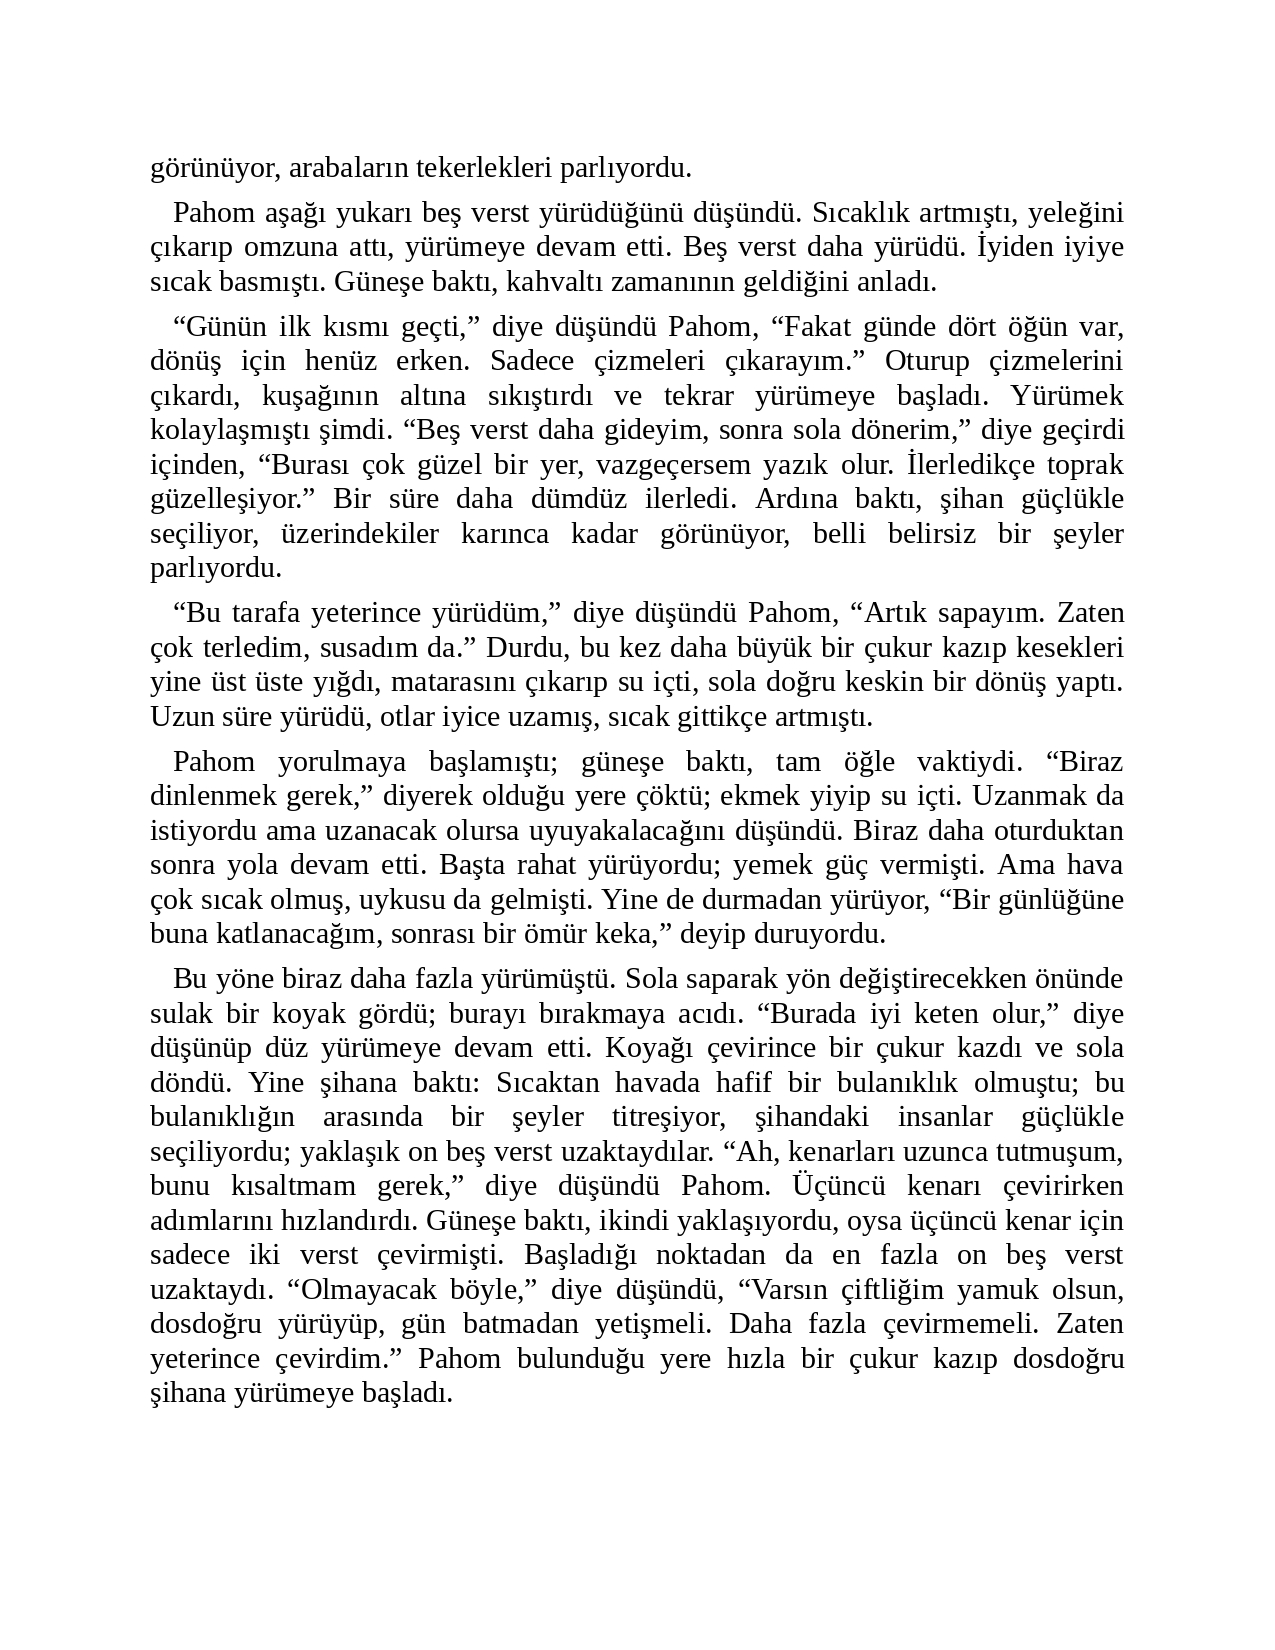 görünüyor, arabaların tekerlekleri parlıyordu.
Pahom aşağı yukarı beş verst yürüdüğünü düşündü. Sıcaklık artmıştı, yeleğini
çıkarıp omzuna attı, yürümeye devam etti. Beş verst daha yürüdü. İyiden iyiye
sıcak basmıştı. Güneşe baktı, kahvaltı zamanının geldiğini anladı.
“Günün ilk kısmı geçti,” diye düşündü Pahom, “Fakat günde dört öğün var,
dönüş için henüz erken. Sadece çizmeleri çıkarayım.” Oturup çizmelerini
çıkardı, kuşağının altına sıkıştırdı ve tekrar yürümeye başladı. Yürümek
kolaylaşmıştı şimdi. “Beş verst daha gideyim, sonra sola dönerim,” diye geçirdi
içinden, “Burası çok güzel bir yer, vazgeçersem yazık olur. İlerledikçe toprak
güzelleşiyor.” Bir süre daha dümdüz ilerledi. Ardına baktı, şihan güçlükle
seçiliyor, üzerindekiler karınca kadar görünüyor, belli belirsiz bir şeyler
parlıyordu.
“Bu tarafa yeterince yürüdüm,” diye düşündü Pahom, “Artık sapayım. Zaten
çok terledim, susadım da.” Durdu, bu kez daha büyük bir çukur kazıp kesekleri
yine üst üste yığdı, matarasını çıkarıp su içti, sola doğru keskin bir dönüş yaptı.
Uzun süre yürüdü, otlar iyice uzamış, sıcak gittikçe artmıştı.
Pahom yorulmaya başlamıştı; güneşe baktı, tam öğle vaktiydi. “Biraz
dinlenmek gerek,” diyerek olduğu yere çöktü; ekmek yiyip su içti. Uzanmak da
istiyordu ama uzanacak olursa uyuyakalacağını düşündü. Biraz daha oturduktan
sonra yola devam etti. Başta rahat yürüyordu; yemek güç vermişti. Ama hava
çok sıcak olmuş, uykusu da gelmişti. Yine de durmadan yürüyor, “Bir günlüğüne
buna katlanacağım, sonrası bir ömür keka,” deyip duruyordu.
Bu yöne biraz daha fazla yürümüştü. Sola saparak yön değiştirecekken önünde
sulak bir koyak gördü; burayı bırakmaya acıdı. “Burada iyi keten olur,” diye
düşünüp düz yürümeye devam etti. Koyağı çevirince bir çukur kazdı ve sola
döndü. Yine şihana baktı: Sıcaktan havada hafif bir bulanıklık olmuştu; bu
bulanıklığın arasında bir şeyler titreşiyor, şihandaki insanlar güçlükle
seçiliyordu; yaklaşık on beş verst uzaktaydılar. “Ah, kenarları uzunca tutmuşum,
bunu kısaltmam gerek,” diye düşündü Pahom. Üçüncü kenarı çevirirken
adımlarını hızlandırdı. Güneşe baktı, ikindi yaklaşıyordu, oysa üçüncü kenar için
sadece iki verst çevirmişti. Başladığı noktadan da en fazla on beş verst
uzaktaydı. “Olmayacak böyle,” diye düşündü, “Varsın çiftliğim yamuk olsun,
dosdoğru yürüyüp, gün batmadan yetişmeli. Daha fazla çevirmemeli. Zaten
yeterince çevirdim.” Pahom bulunduğu yere hızla bir çukur kazıp dosdoğru
şihana yürümeye başladı.